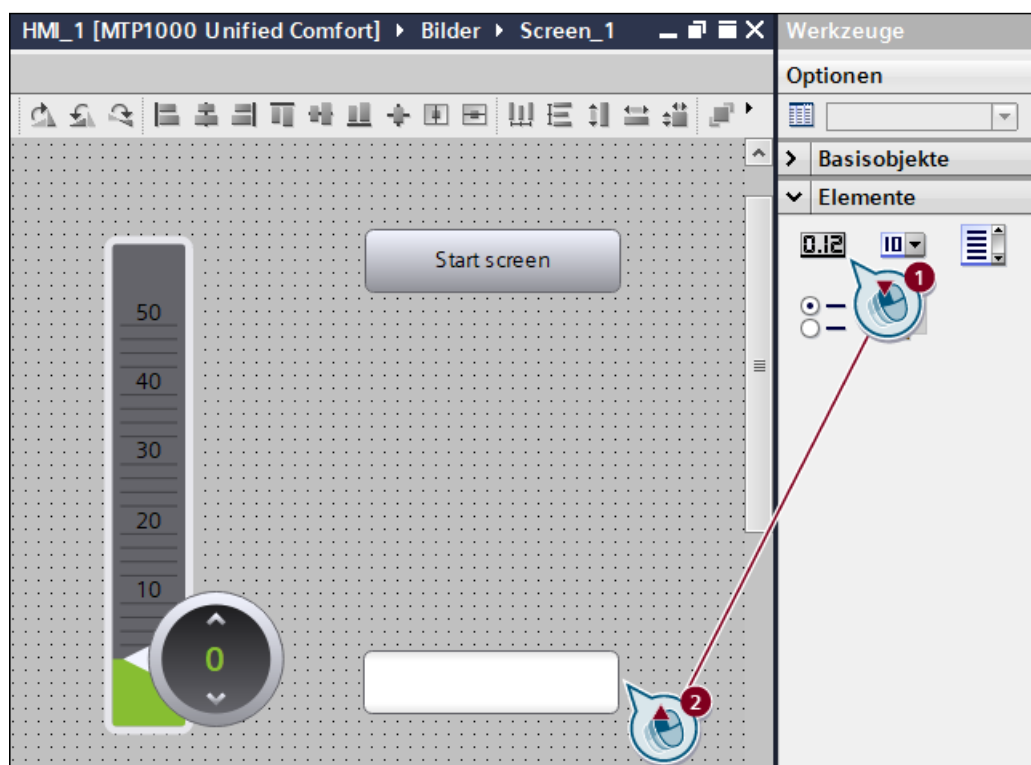 HMI_1 [MTP1000 Unified Comfort] ▸ Bilder ▸ Screen_1
Werkzeuge
Optionen
Basisobjekte
Elemente
0.12
10
1
Start screen
50
40
30
20
10
0
2